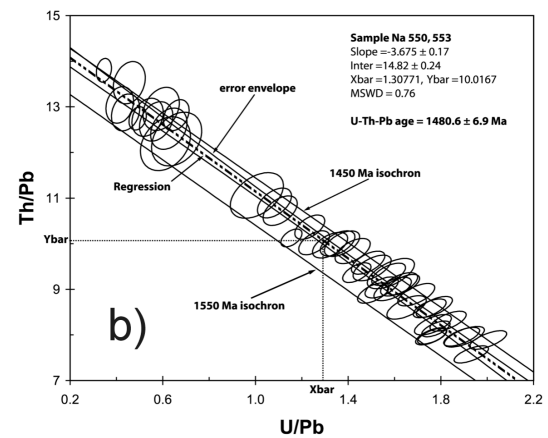 Sample Na 550, 553
Slope =-3.675 ± 0.17
Inter =14.82 ± 0.24
Xbar =1.30771, Ybar =10.0167
MSWD = 0.76
U-Th-Pb age = 1480.6 ± 6.9 Ma
error envelope
Regression
1450 Ma isochron
1550 Ma isochron
b)
Th/Pb
15
13
11
Ybar
9
7
0.2
0.6
1.0
Xbar
1.4
1.8
2.2
U/Pb